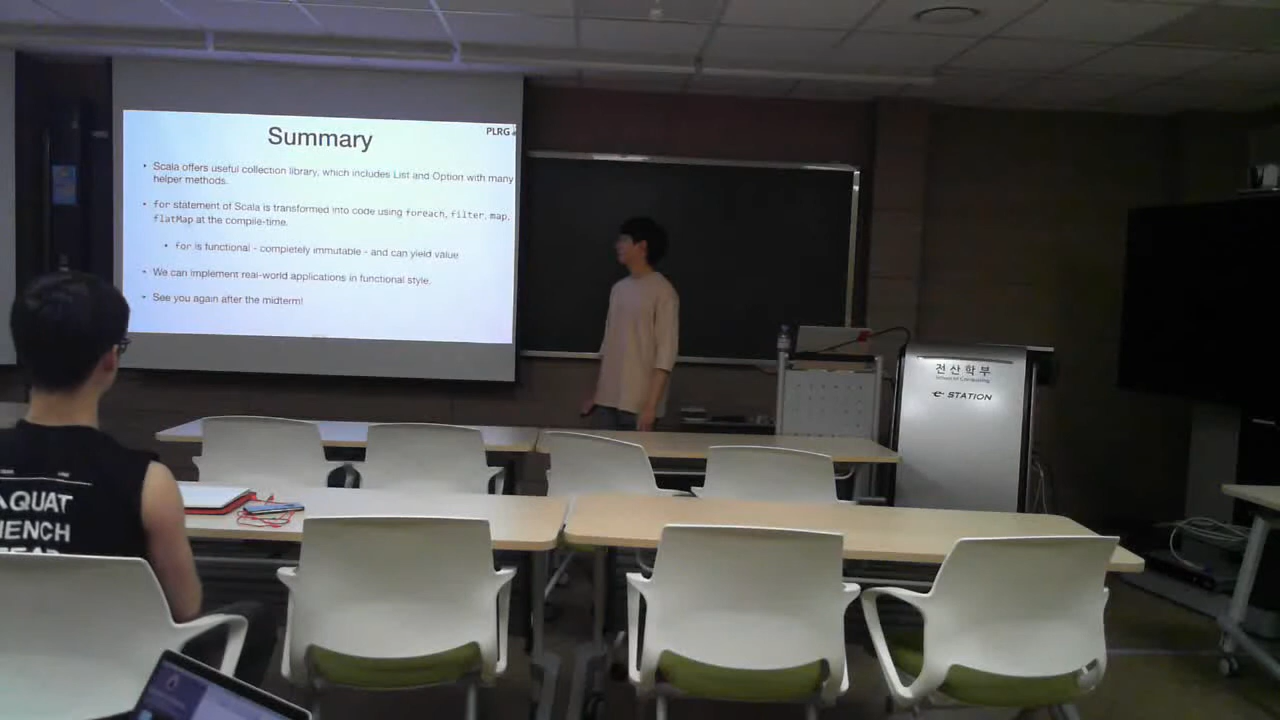 Summary
PLRG
• Scala offers useful collection library, which includes List and Option with many
helper methods.
• for statement of Scala is transformed into code using foreach, filter, map,
flatMap at the compile-time.
• for is functional - completely immutable - and can yield value
• We can implement real-world applications in functional style.
• See you again after the midterm!
전산학부
School of Computing
e-STATION